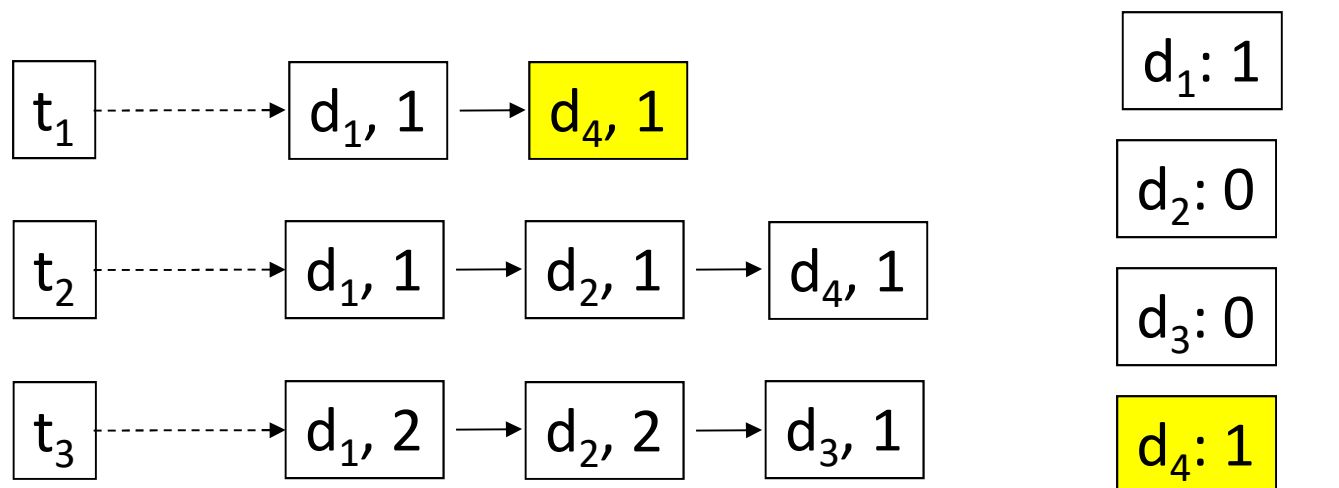 t₁ d₁, 1 d₄, 1
t₂ d₁, 1 d₂, 1 d₄, 1
t₃ d₁, 2 d₂, 2 d₃, 1
d₁: 1
d₂: 0
d₃: 0
d₄: 1